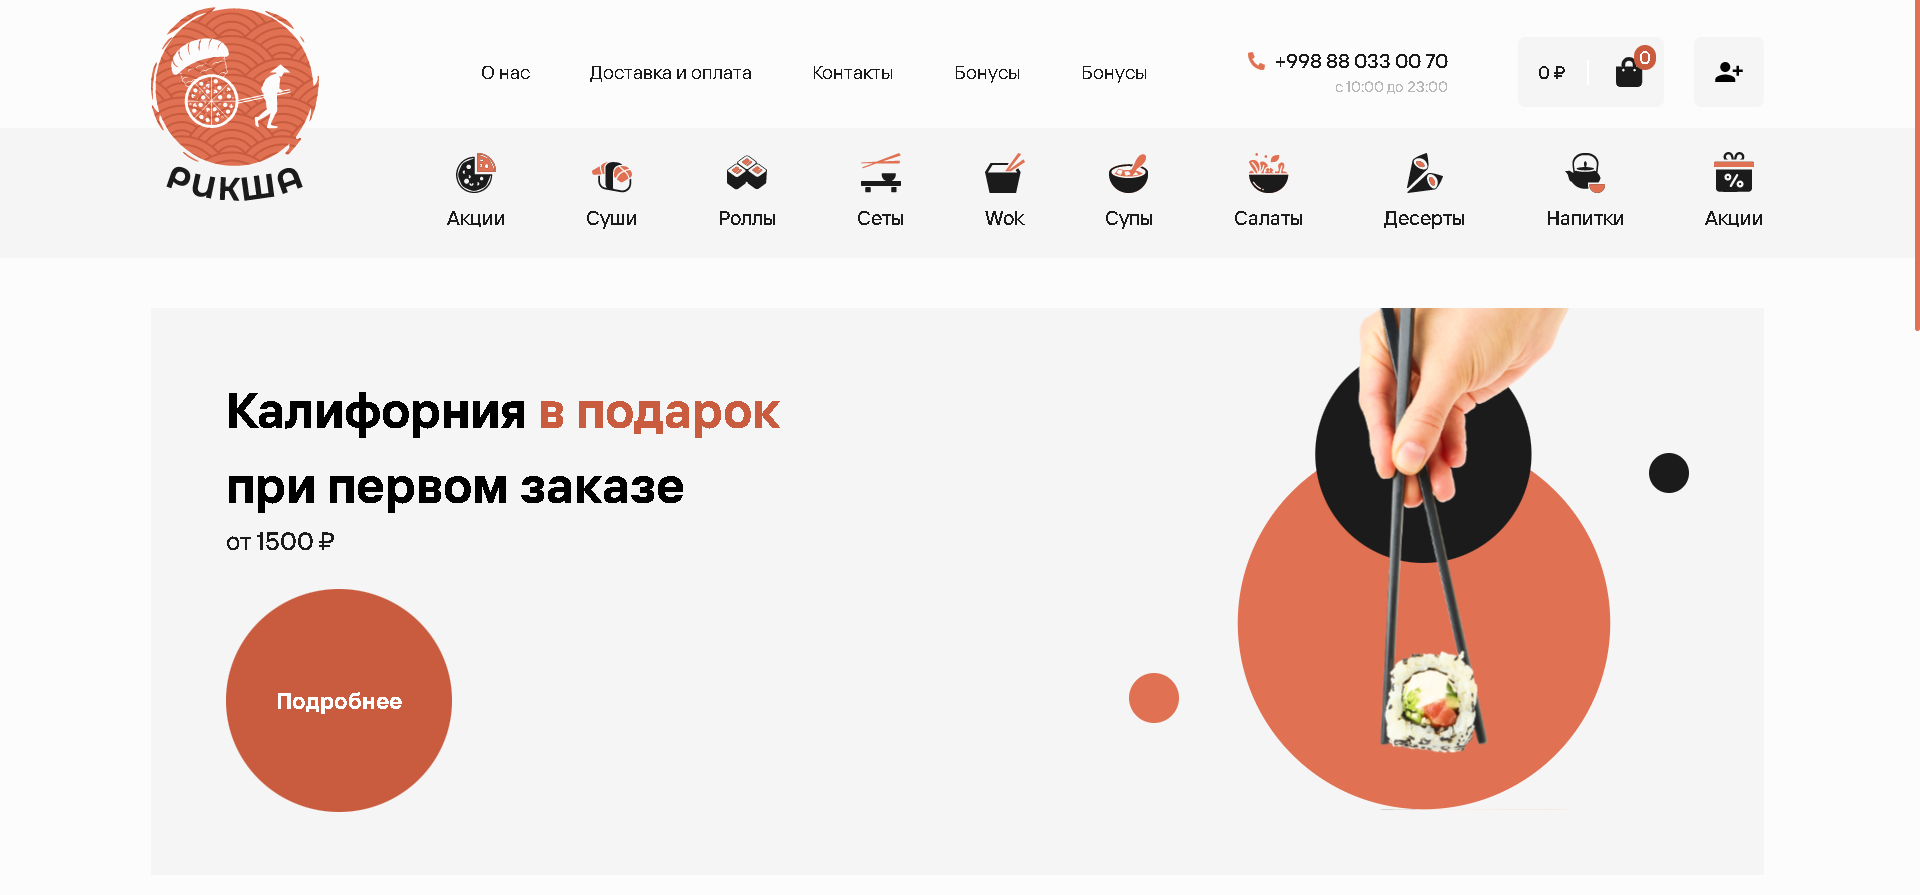 РИКША
О нас
Доставка и оплата
Контакты
Бонусы
Бонусы
+998 88 033 00 70
с 10:00 до 23:00
0 ₽
0
Акции
Суши
Роллы
Сеты
Wok
Супы
Салаты
Десерты
Напитки
%
Акции
Калифорния в подарок
при первом заказе
от 1500 ₽
Подробнее